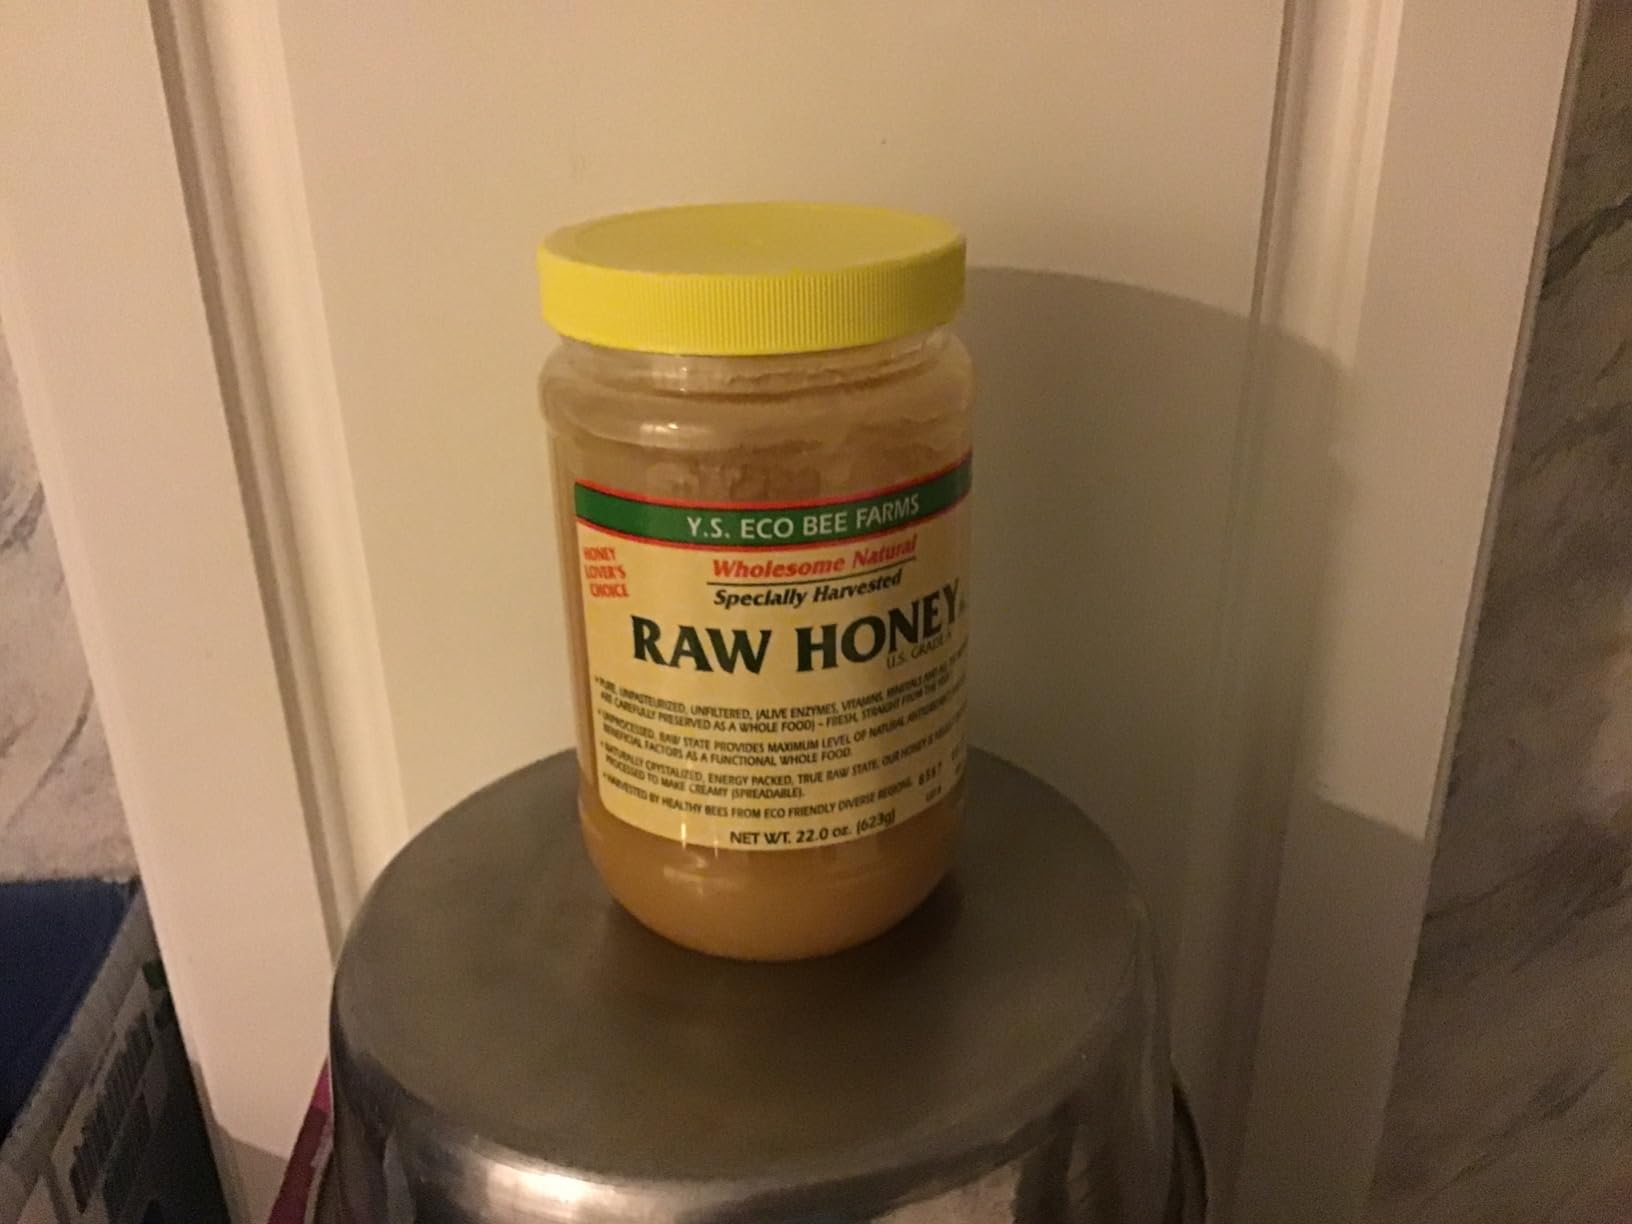 Y.S. ECO BEE FARMS
HONEY
LOVER'S
CHOICE
Wholesome Natural
Specially Harvested
RAW HONEY
U.S. GRADE A
• PURE, UNPASTEURIZED, UNFILTERED, (ALIVE ENZYMES, VITAMINS, MINERALS AND ALL
ARE CAREFULLY PRESERVED AS A WHOLE FOOD) – FRESH, STRAIGHT FROM THE
• UNPROCESSED, RAW STATE PROVIDES MAXIMUM LEVEL OF NATURAL ANTIOXIDANT
BENEFICIAL FACTORS AS A FUNCTIONAL WHOLE FOOD.
• NATURALLY CRYSTALIZED, ENERGY PACKED, TRUE RAW STATE, OUR HONEY IS
PROCESSED TO MAKE CREAMY (SPREADABLE).
• HARVESTED BY HEALTHY BEES FROM ECO FRIENDLY DIVERSE REGIONS.
NET WT. 22.0 oz. (623g)